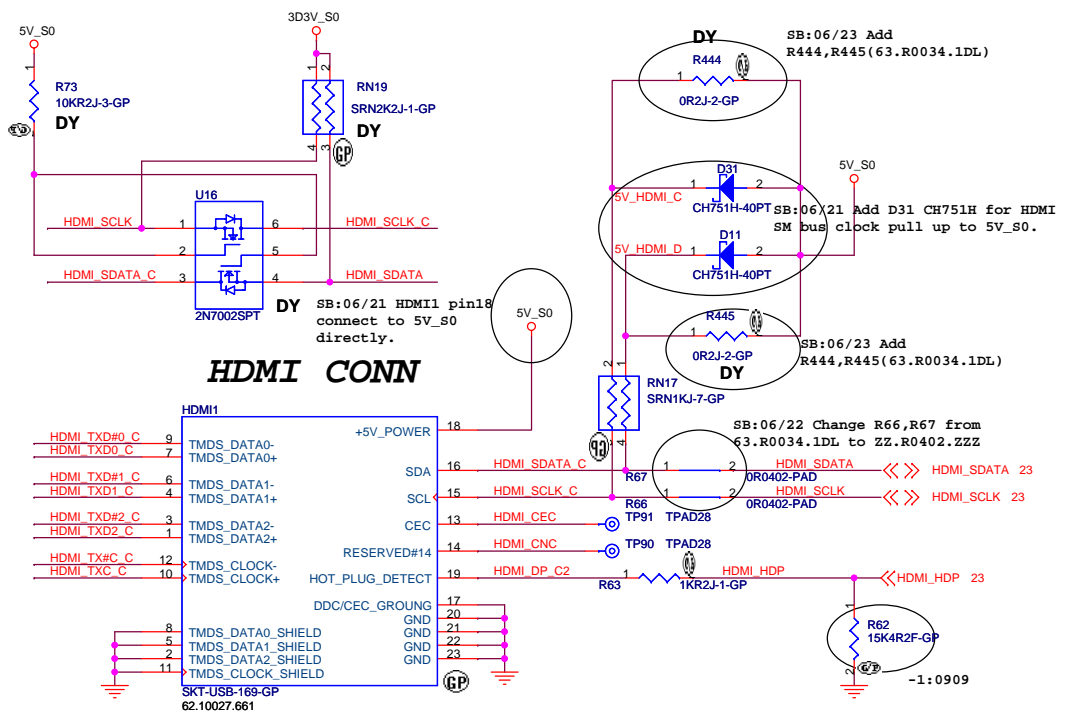 5V_S0
1
R73
10KR2J-3-GP
DY
3D3V_S0
1 2
RN19
SRN2K2J-1-GP
DY
4 3
GP
U16
HDMI_SCLK 1 6 HDMI_SCLK_C
2 5
HDMI_SDATA_C 3 4 HDMI_SDATA
DY
2N7002SPT
SB:06/21 HDMI1 pin18
connect to 5V_S0
directly.
5V_S0
DY
R444
1 2
0R2J-2-GP
SB:06/23 Add
R444,R445(63.R0034.1DL)
D31
5V_HDMI_C 1 2
CH751H-40PT
5V_S0
SB:06/21 Add D31 CH751H for HDMI
SM bus clock pull up to 5V_S0.
D11
5V_HDMI_D 1 2
CH751H-40PT
R445
1
0R2J-2-GP
DY
SB:06/23 Add
R444,R445(63.R0034.1DL)
2 1
RN17
SRN1KJ-7-GP
3 4
GP
SB:06/22 Change R66,R67 from
63.R0034.1DL to ZZ.R0402.ZZZ
HDMI CONN
HDMI1
HDMI_TXD#0_C 9 TMDS_DATA0-
HDMI_TXD0_C 7 TMDS_DATA0+
HDMI_TXD#1_C 6 TMDS_DATA1-
HDMI_TXD1_C 4 TMDS_DATA1+
HDMI_TXD#2_C 3 TMDS_DATA2-
HDMI_TXD2_C 1 TMDS_DATA2+
HDMI_TX#C_C 12 TMDS_CLOCK-
HDMI_TXC_C 10 TMDS_CLOCK+
8 TMDS_DATA0_SHIELD
5 TMDS_DATA1_SHIELD
2 TMDS_DATA2_SHIELD
11 TMDS_CLOCK_SHIELD
+5V_POWER 18
SDA 16 HDMI_SDATA_C R67 1 2 HDMI_SDATA HDMI_SDATA 23
0R0402-PAD
SCL 15 HDMI_SCLK_C R66 1 2 HDMI_SCLK HDMI_SCLK 23
0R0402-PAD
CEC 13 HDMI_CEC TP91 TPAD28
RESERVED#14 14 HDMI_CNC TP90 TPAD28
HOT_PLUG_DETECT 19 HDMI_DP_C2 R63 1 1KR2J-1-GP HDMI_HDP HDMI_HDP 23
DDC/CEC_GROUNG 17
GND 20
GND 21
GND 22
GND 23
GP
SKT-USB-169-GP
62.10027.661
1
R62
15K4R2F-GP
2
-1:0909